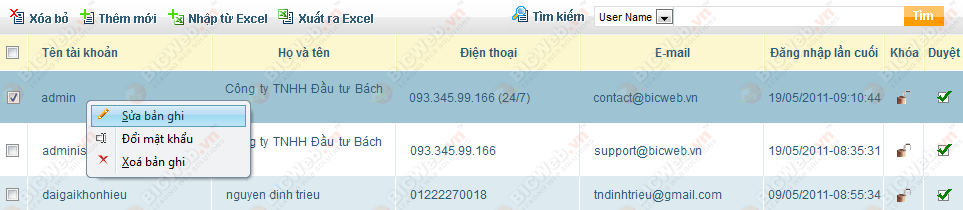 Xóa bỏ Thêm mới Nhập từ Excel Xuất ra Excel Tìm kiếm User Name Tìm
Tên tài khoản Họ và tên Điện thoại E-mail Đăng nhập lần cuối Khóa Duyệt
admin Công ty TNHH Đầu tư Bách 093.345.99.166 (24/7) contact@bicweb.vn 19/05/2011-09:10:44
Sửa bản ghi
Đổi mật khẩu
Xoá bản ghi
adminis ty TNHH Đầu tư Bách 093.345.99.166 support@bicweb.vn 19/05/2011-08:35:31
daigaikhonhieu nguyen dinh trieu 01222270018 tndinhtrieu@gmail.com 09/05/2011-08:55:34
BICWeb.vn